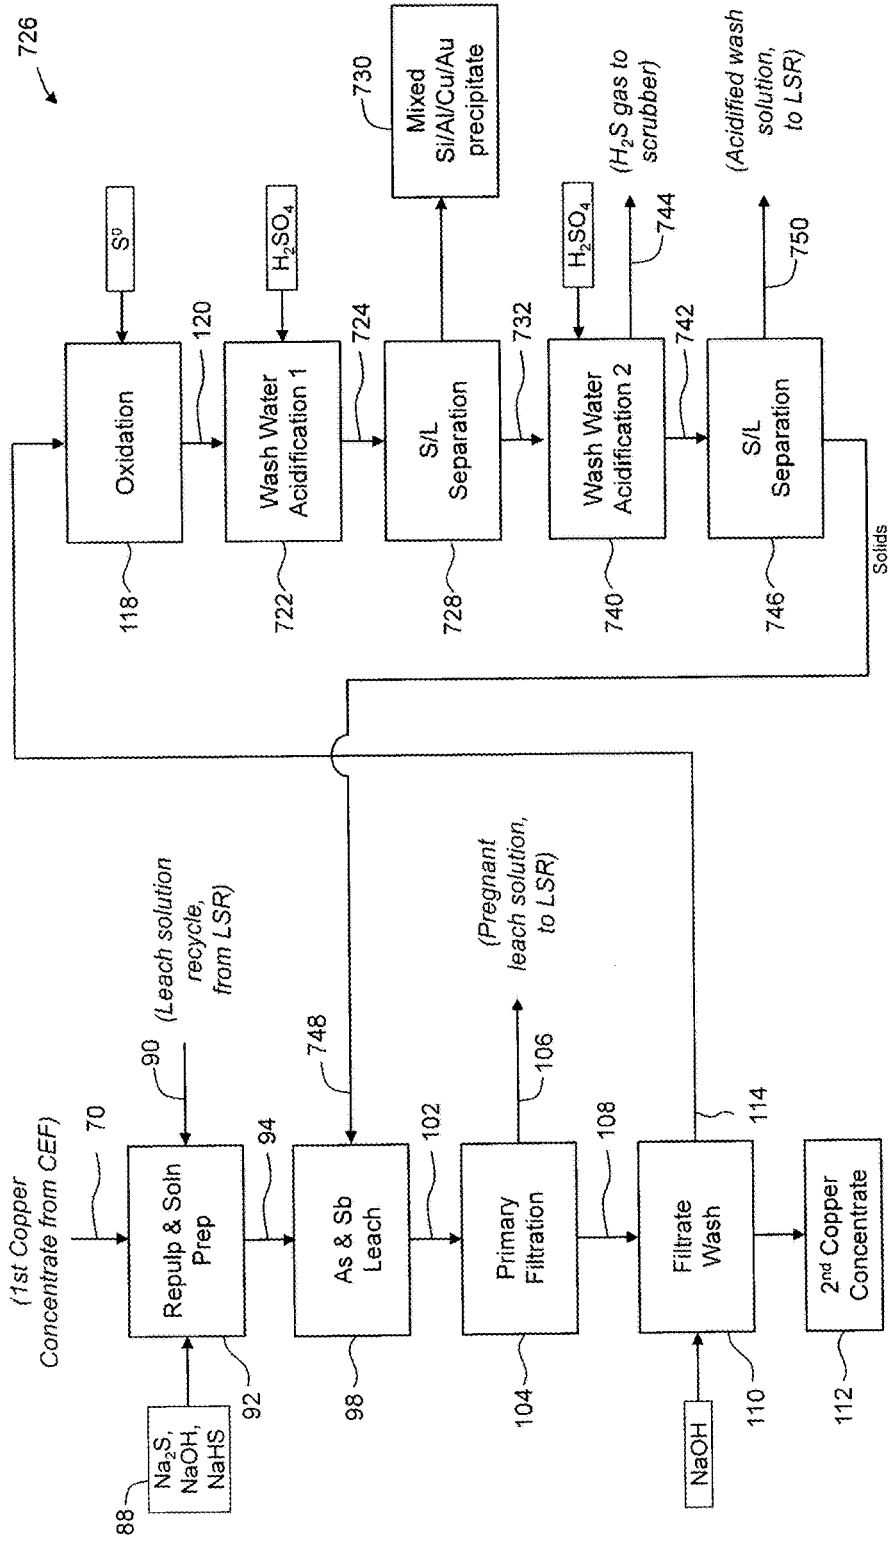 726
(1st Copper
Concentrate from CEF)
70
88
Na2S,
NaOH,
NaHS
Repulp & Soln
Prep
92
90
(Leach solution
recycle,
from LSR)
94
As & Sb
Leach
98
748
102
Primary
Filtration
104
106
(Pregnant
leach solution,
to LSR)
108
NaOH
Filtrate
Wash
110
114
2nd Copper
Concentrate
112
Oxidation
118
S0
120
Wash Water
Acidification 1
722
H2SO4
724
S/L
Separation
728
730
Mixed
Si/Al/Cu/Au
precipitate
732
Wash Water
Acidification 2
740
H2SO4
744
(H2S gas to
scrubber)
742
S/L
Separation
746
750
(Acidified wash
solution,
to LSR)
Solids